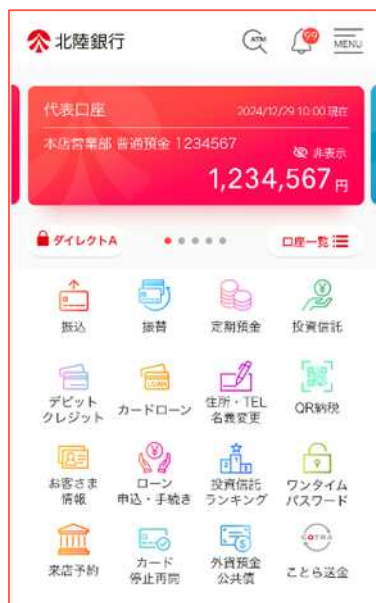 北陸銀行
ATM
99
MENU
代表口座
2024/12/29 10:00 現在
本店営業部 普通預金 1234567
非表示
1,234,567 円
ダイレクトA
口座一覧
振込
振替
定期預金
投資信託
デビット
クレジット
カードローン
住所・TEL
名義変更
QR納税
お客さま
情報
ローン
申込・手続き
投資信託
ランキング
ワンタイム
パスワード
来店予約
カード
停止再開
外貨預金
公共債
ことら送金
LOAN
COTRA